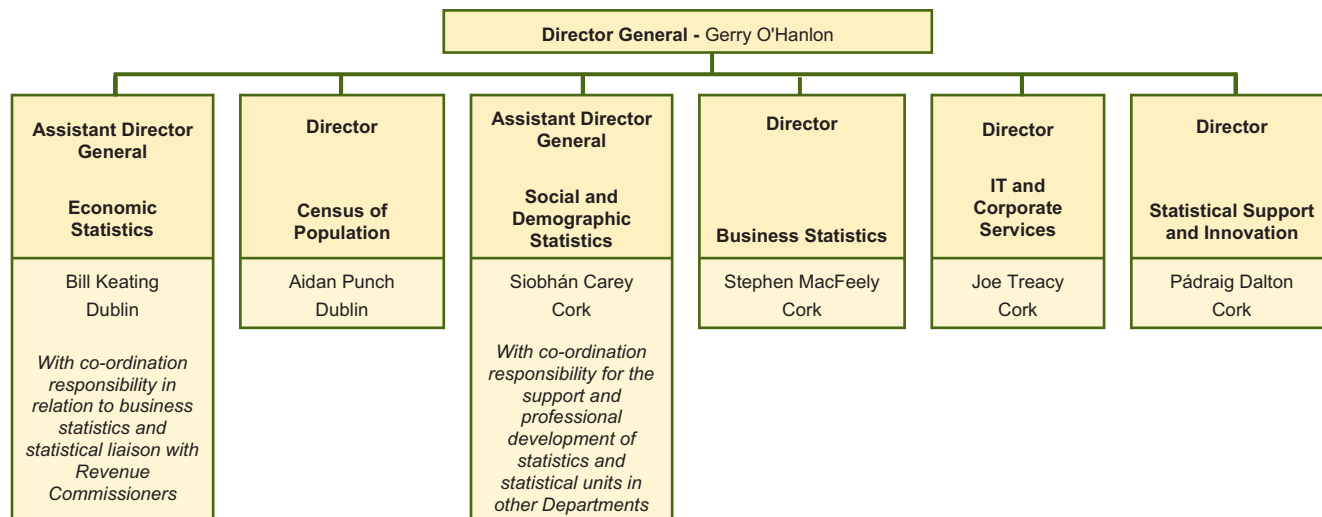 Director General - Gerry O'Hanlon
Assistant Director
General
Economic
Statistics
Bill Keating
Dublin
With co-ordination
responsibility in
relation to business
statistics and
statistical liaison with
Revenue
Commissioners
Director
Census of
Population
Aidan Punch
Dublin
Assistant Director
General
Social and
Demographic
Statistics
Siobhán Carey
Cork
With co-ordination
responsibility for the
support and
professional
development of
statistics and
statistical units in
other Departments
Director
Business Statistics
Stephen MacFeely
Cork
Director
IT and
Corporate
Services
Joe Treacy
Cork
Director
Statistical Support
and Innovation
Pádraig Dalton
Cork